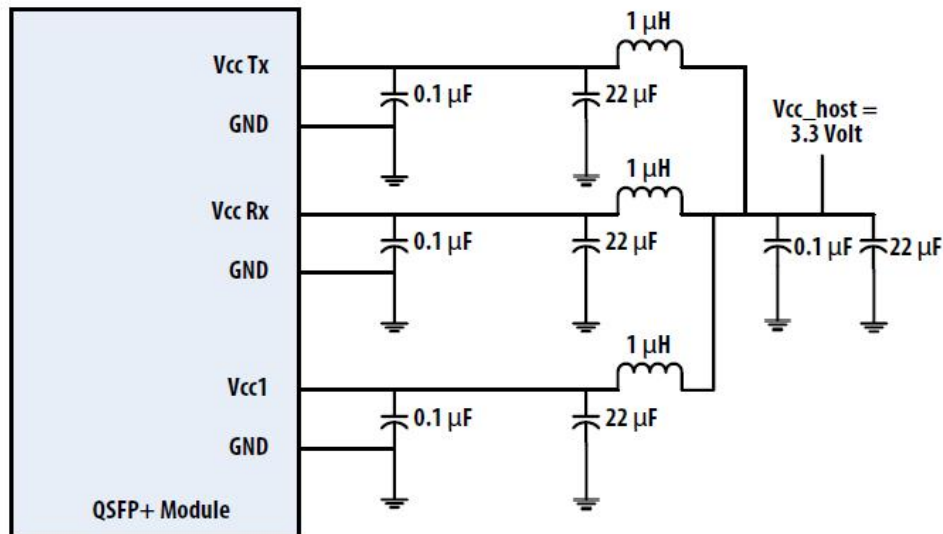 1 µH
Vcc Tx
0.1 µF
22 µF
Vcc_host =
3.3 Volt
GND
1 µH
Vcc Rx
0.1 µF
22 µF
0.1 µF
22 µF
GND
1 µH
Vcc1
0.1 µF
22 µF
GND
QSFP+ Module